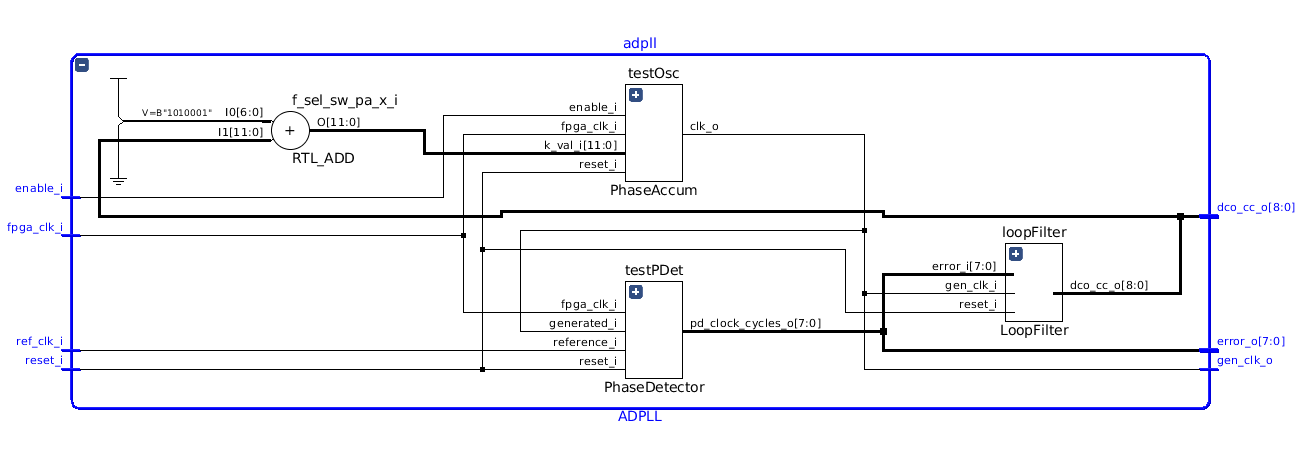 adpll
testOsc
f_sel_sw_pa_x_i
V=B"1010001" I0[6:0]
I1[11:0]
O[11:0]
+
RTL_ADD
enable_i
fpga_clk_i
k_val_i[11:0]
reset_i
clk_o
PhaseAccum
enable_i
fpga_clk_i
ref_clk_i
reset_i
testPDet
fpga_clk_i
generated_i
reference_i
reset_i
pd_clock_cycles_o[7:0]
PhaseDetector
loopFilter
error_i[7:0]
gen_clk_i
reset_i
dco_cc_o[8:0]
LoopFilter
dco_cc_o[8:0]
error_o[7:0]
gen_clk_o
ADPLL